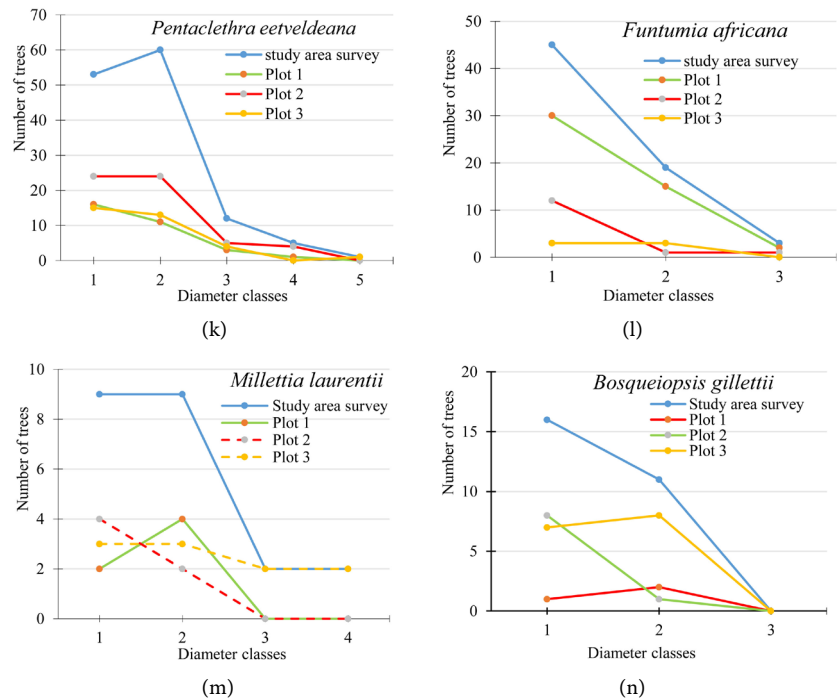 Pentaclethra eetveldeana
study area survey
Plot 1
Plot 2
Plot 3
Number of trees
70
60
50
40
30
20
10
0
1 2 3 4 5
Diameter classes
(k)
Funtumia africana
study area survey
Plot 1
Plot 2
Plot 3
Number of trees
50
40
30
20
10
0
1 2 3
Diameter classes
(l)
Millettia laurentii
Study area survey
Plot 1
Plot 2
Plot 3
Number of trees
10
8
6
4
2
0
1 2 3 4
Diameter classes
(m)
Bosqueiopsis gillettii
Study area survey
Plot 1
Plot 2
Plot 3
Number of trees
20
15
10
5
0
1 2 3
Diameter classes
(n)